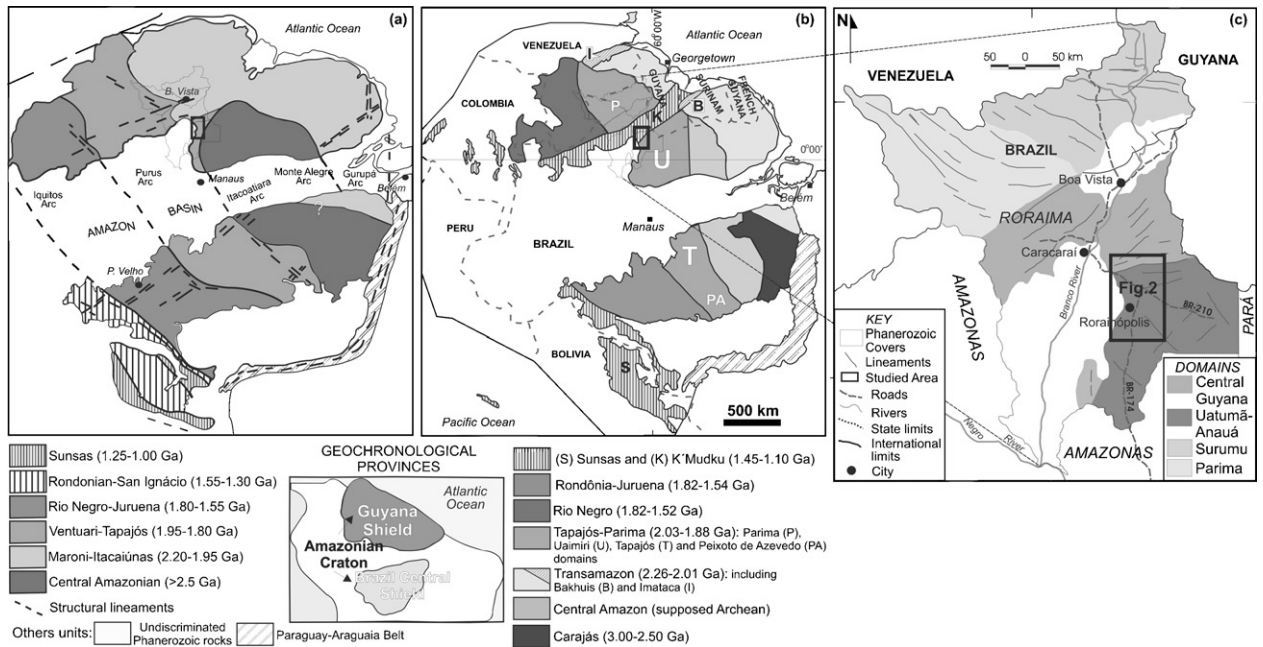 (a)
Atlantic Ocean
B. Vista
Iquitos
Arc
Purus
Arc
Manaus
Itacoatiara
Arc
Monte Alegre
Arc
Gurupá
Arc
Belém
AMAZON
BASIN
?
P. Velho
(b)
60°00'W
Atlantic Ocean
VENEZUELA
I
Georgetown
COLOMBIA
GUYANA
SURINAM
FRENCH
GUYANA
P
K
B
U
0°00'
Belém
PERU
BRAZIL
Manaus
T
PA
BOLIVIA
S
Pacific Ocean
500 km
N
(c)
50 0 50 km
VENEZUELA
GUYANA
BRAZIL
Boa Vista
RORAIMA
Caracaraí
Fig.2
BR-210
Rorainópolis
Branco River
AMAZONAS
PARÁ
BR-174
Negro River
AMAZONAS
KEY
Phanerozoic
Covers
Lineaments
Studied Area
Roads
Rivers
State limits
International
limits
City
DOMAINS
Central
Guyana
Uatumã-
Anauá
Surumu
Parima
Sunsas (1.25-1.00 Ga)
Rondonian-San Ignácio (1.55-1.30 Ga)
Rio Negro-Juruena (1.80-1.55 Ga)
Ventuari-Tapajós (1.95-1.80 Ga)
Maroni-Itacaiúnas (2.20-1.95 Ga)
Central Amazonian (>2.5 Ga)
Structural lineaments
Others units:
Undiscriminated
Phanerozoic rocks
Paraguay-Araguaia Belt
GEOCHRONOLOGICAL
PROVINCES
Atlantic
Ocean
Guyana
Shield
Amazonian
Craton
Brazil Central
Shield
(S) Sunsas and (K) K´Mudku (1.45-1.10 Ga)
Rondônia-Juruena (1.82-1.54 Ga)
Rio Negro (1.82-1.52 Ga)
Tapajós-Parima (2.03-1.88 Ga): Parima (P),
Uaimiri (U), Tapajós (T) and Peixoto de Azevedo (PA)
domains
Transamazon (2.26-2.01 Ga): including
Bakhuis (B) and Imataca (I)
Central Amazon (supposed Archean)
Carajás (3.00-2.50 Ga)